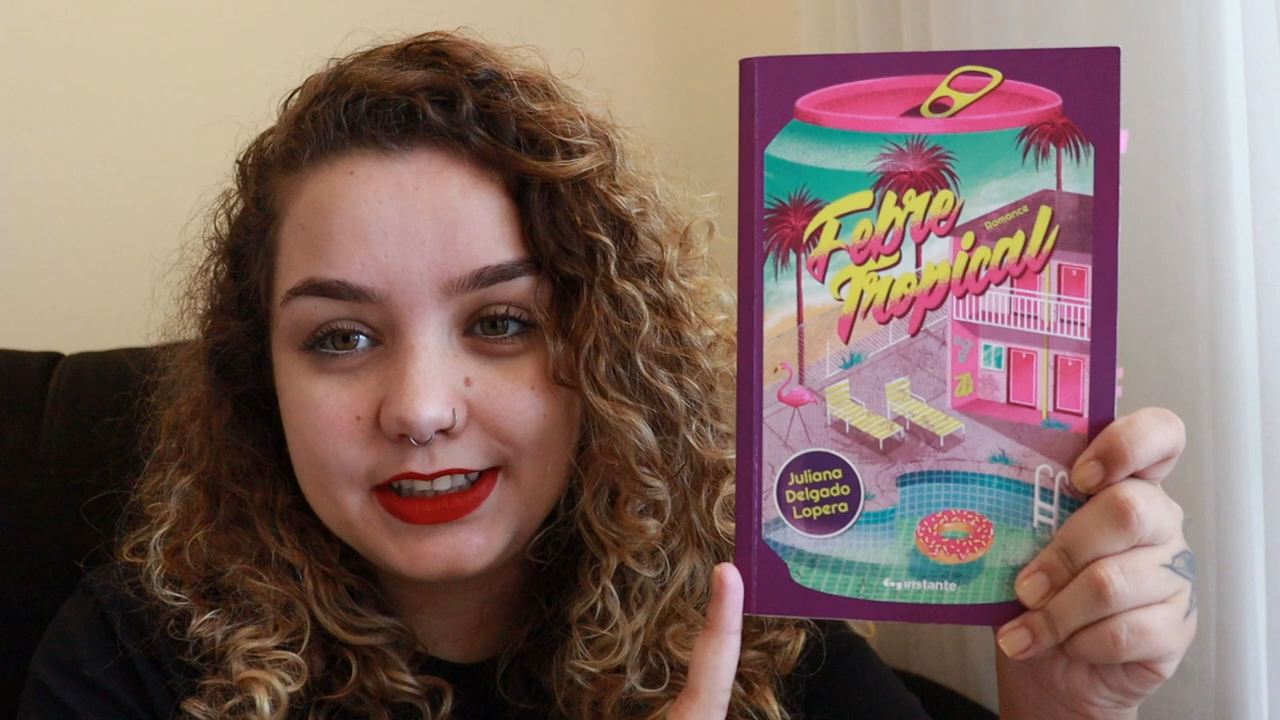 Febre
Romance
Tropical
Juliana
Delgado
Lopera
instante